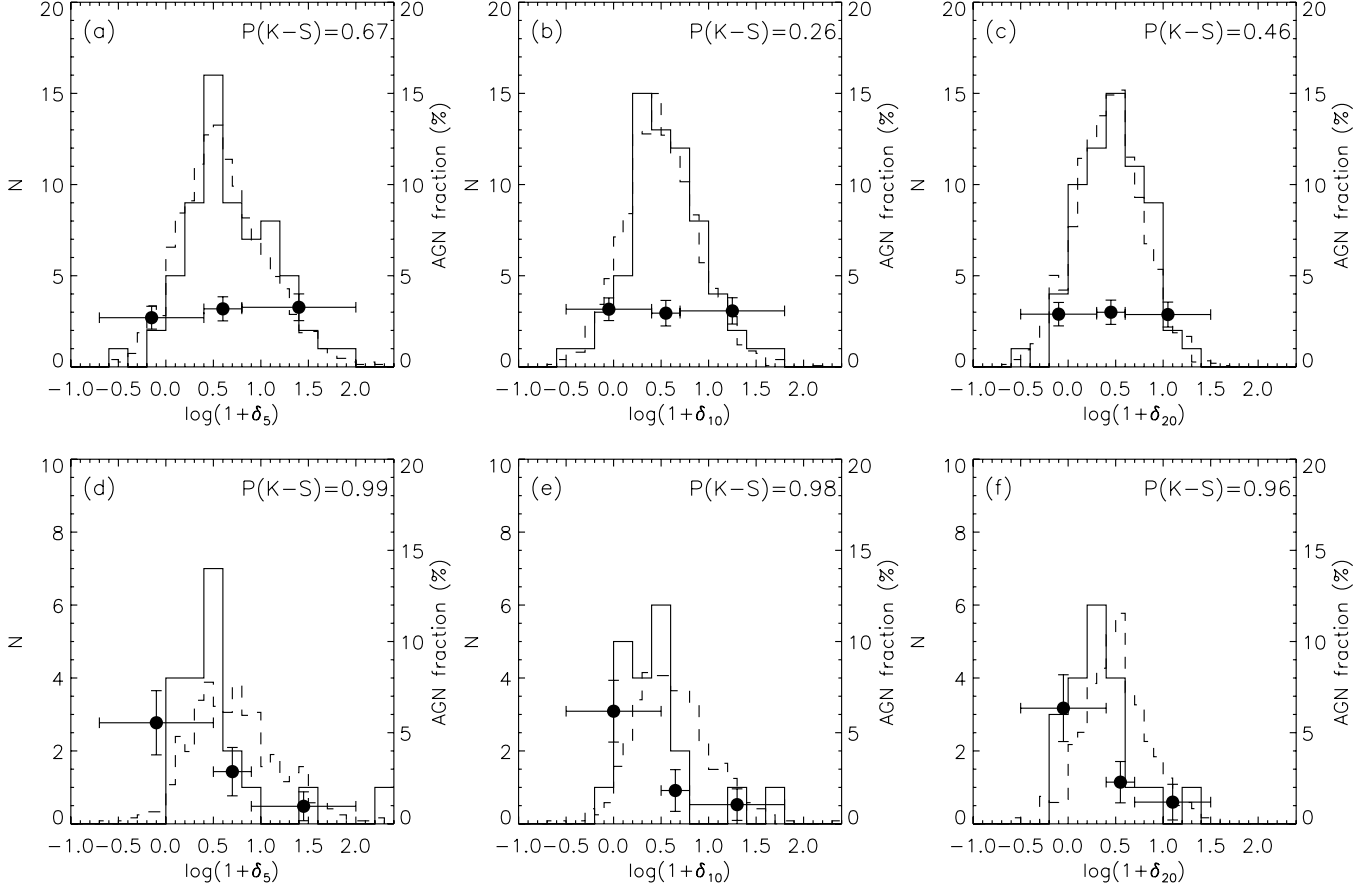 (a) P(K−S)=0.67
20
15
10
5
0
N
20
15
10
5
0
AGN fraction (%)
−1.0 −0.5 0.0 0.5 1.0 1.5 2.0
log(1+δ5)
(b) P(K−S)=0.26
20
15
10
5
0
N
20
15
10
5
0
AGN fraction (%)
−1.0 −0.5 0.0 0.5 1.0 1.5 2.0
log(1+δ10)
(c) P(K−S)=0.46
20
15
10
5
0
N
20
15
10
5
0
AGN fraction (%)
−1.0 −0.5 0.0 0.5 1.0 1.5 2.0
log(1+δ20)
(d) P(K−S)=0.99
10
8
6
4
2
0
N
20
15
10
5
0
AGN fraction (%)
−1.0 −0.5 0.0 0.5 1.0 1.5 2.0
log(1+δ5)
(e) P(K−S)=0.98
10
8
6
4
2
0
N
20
15
10
5
0
AGN fraction (%)
−1.0 −0.5 0.0 0.5 1.0 1.5 2.0
log(1+δ10)
(f) P(K−S)=0.96
10
8
6
4
2
0
N
20
15
10
5
0
AGN fraction (%)
−1.0 −0.5 0.0 0.5 1.0 1.5 2.0
log(1+δ20)